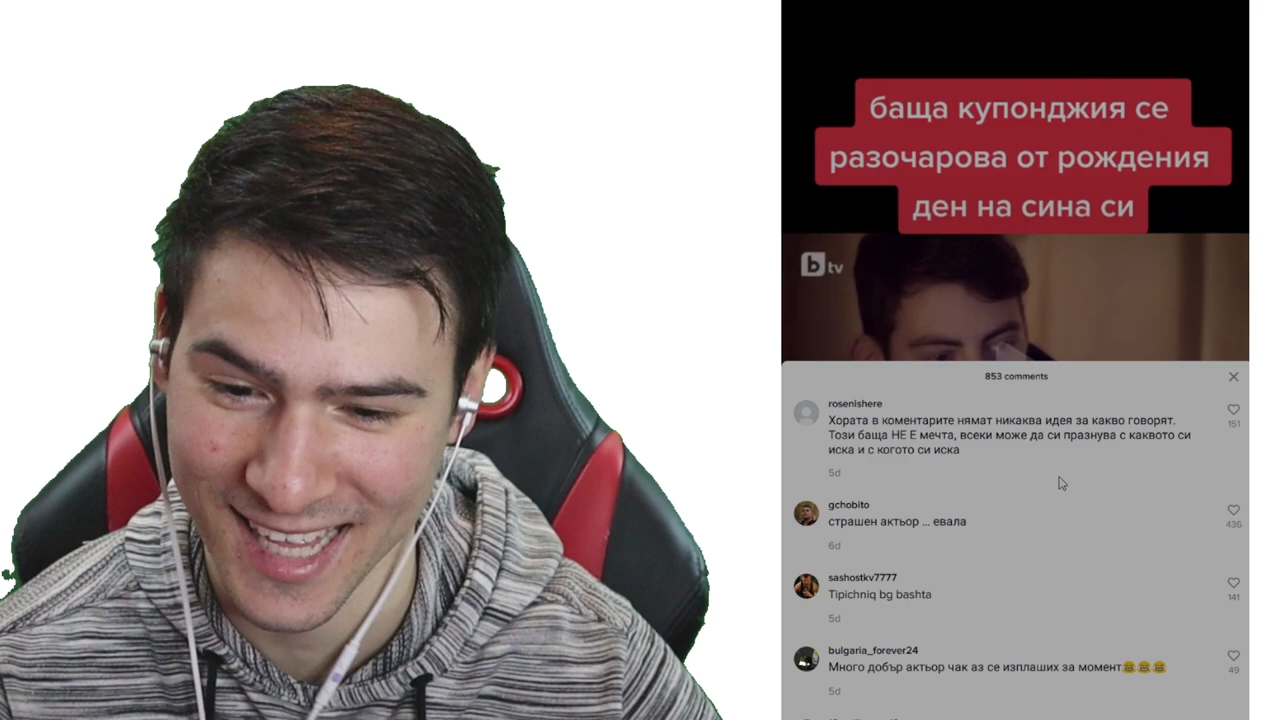 баща купонджия се
разочарова от рождения
ден на сина си
b tv
853 comments
rosenishere
Хората в коментарите нямат никаква идея за какво говорят.
Този баща НЕ Е мечта, всеки може да си празнува с каквото си
иска и с когото си иска
151
5d
gchobito
страшен актьор ... евала
436
6d
sashostkv7777
Tipichniq bg bashta
141
5d
bulgaria_forever24
Много добър актьор чак аз се изплаших за момент😂😂😂
49
5d